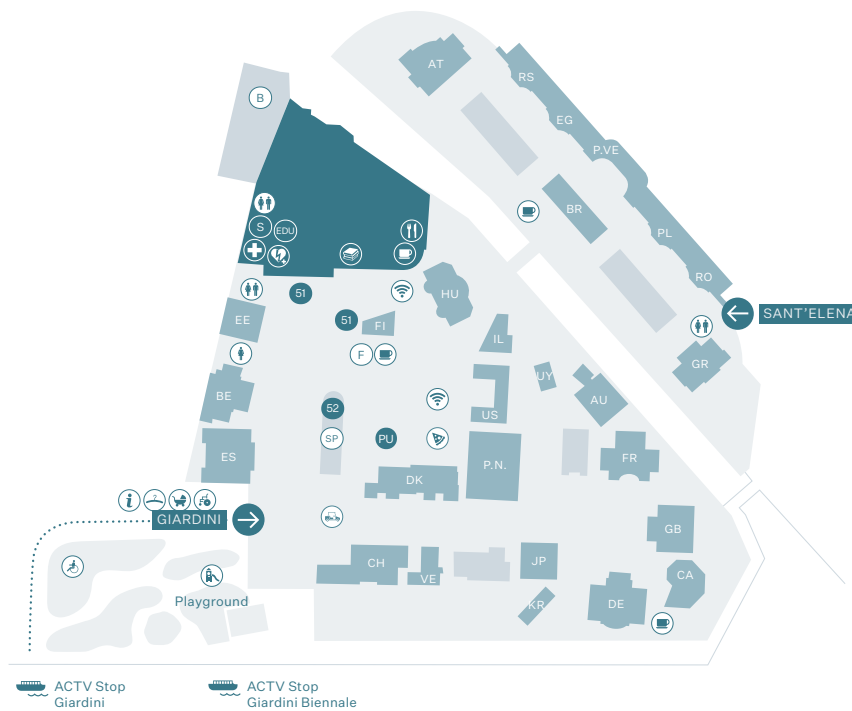 AT
RS
B
EG
P.VE
S
EDU
BR
PL
RO
HU
51
SANT'ELENA
EE
51
FI
IL
F
GR
UY
BE
AU
52
US
SP
PU
ES
P.N.
FR
DK
i
?
GIARDINI
GB
CH
VE
JP
CA
KR
DE
Playground
ACTV Stop
Giardini
ACTV Stop
Giardini Biennale